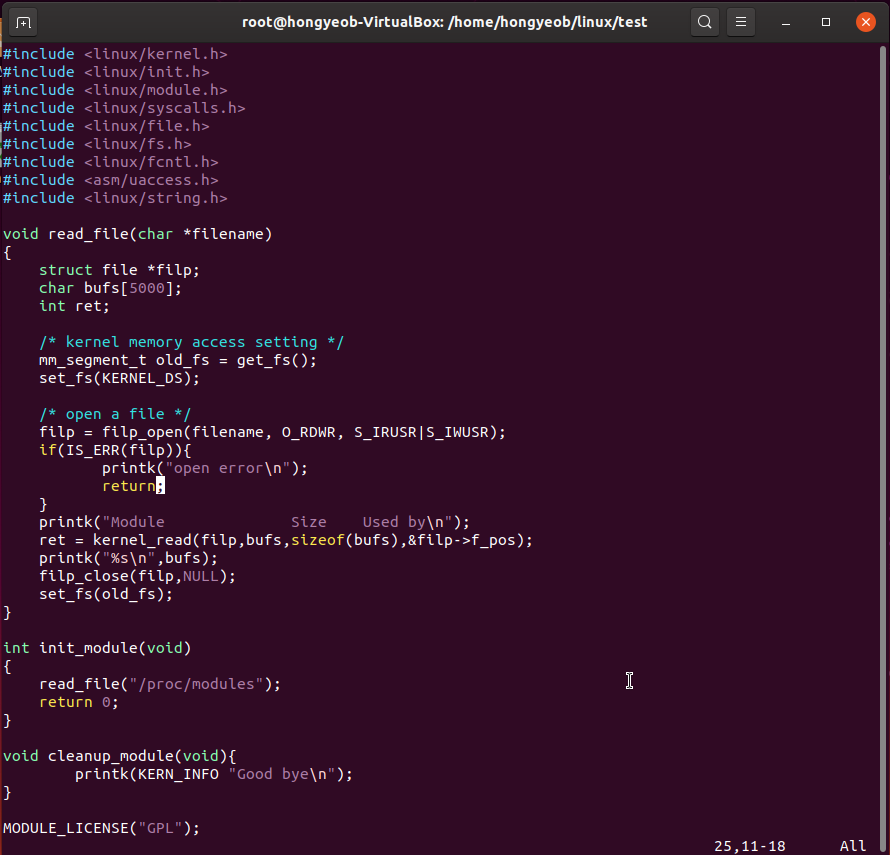 root@hongyeob-VirtualBox: /home/hongyeob/linux/test
#include <linux/kernel.h>
#include <linux/init.h>
#include <linux/module.h>
#include <linux/syscalls.h>
#include <linux/file.h>
#include <linux/fs.h>
#include <linux/fcntl.h>
#include <asm/uaccess.h>
#include <linux/string.h>

void read_file(char *filename)
{
    struct file *filp;
    char bufs[5000];
    int ret;

    /* kernel memory access setting */
    mm_segment_t old_fs = get_fs();
    set_fs(KERNEL_DS);

    /* open a file */
    filp = filp_open(filename, O_RDWR, S_IRUSR|S_IWUSR);
    if(IS_ERR(filp)){
           printk("open error\n");
           return;
    }
    printk("Module              Size    Used by\n");
    ret = kernel_read(filp,bufs,sizeof(bufs),&filp->f_pos);
    printk("%s\n",bufs);
    filp_close(filp,NULL);
    set_fs(old_fs);
}

int init_module(void)
{
    read_file("/proc/modules");
    return 0;
}

void cleanup_module(void){
        printk(KERN_INFO "Good bye\n");
}

MODULE_LICENSE("GPL");
25,11-18      All